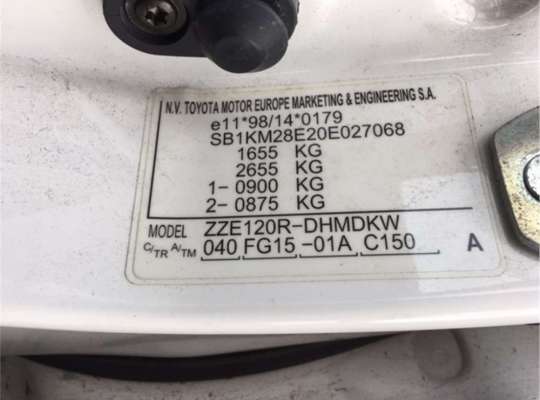 N.V. TOYOTA MOTOR EUROPE MARKETING & ENGINEERING S.A.
e11*98/14*0179
SB1KM28E20E027068
1655 KG
2655 KG
1- 0900 KG
2- 0875 KG
MODEL ZZE120R-DHMDKW
C/TR A/TM 040 FG15 -01A C150 A